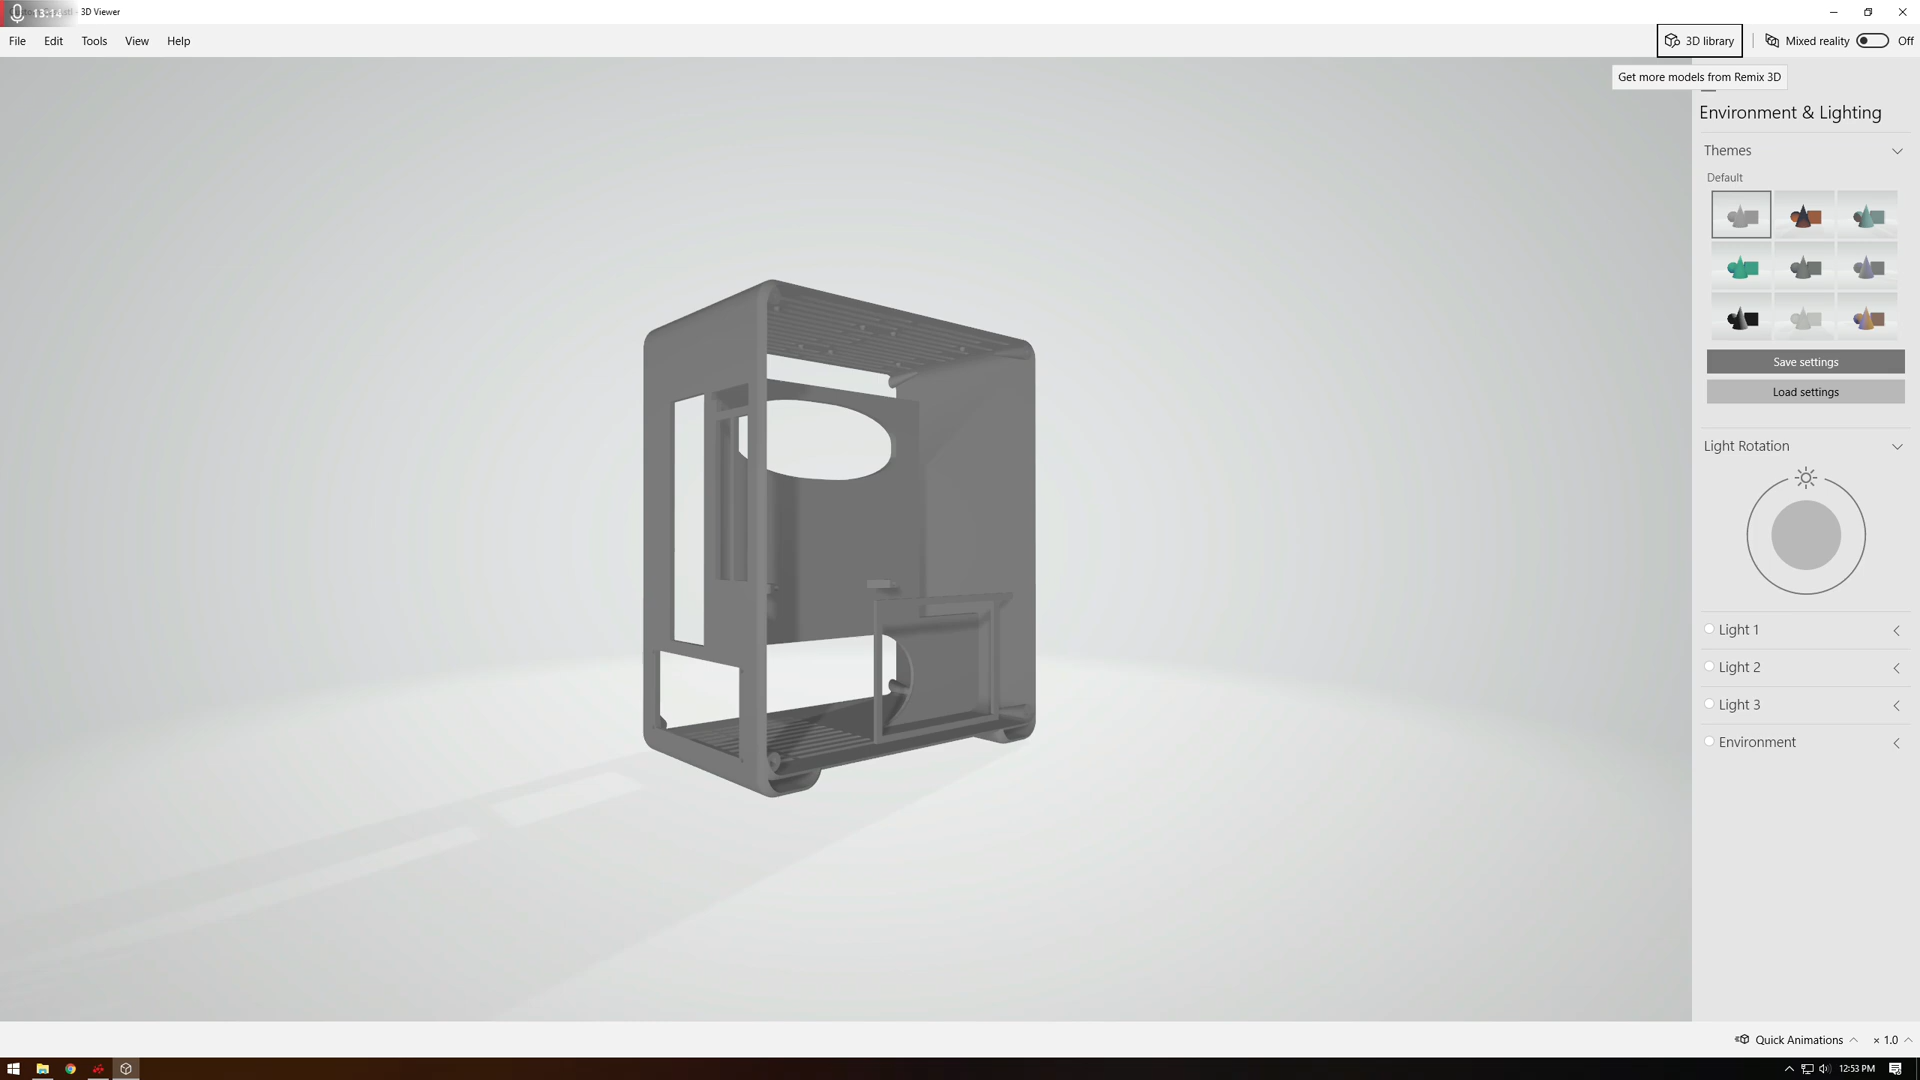 13:14
- 3D Viewer
File Edit Tools View Help
3D library
Mixed reality
Off
Get more models from Remix 3D
Environment & Lighting
Themes
Default
Save settings
Load settings
Light Rotation
Light 1
Light 2
Light 3
Environment
Quick Animations
× 1.0
12:53 PM